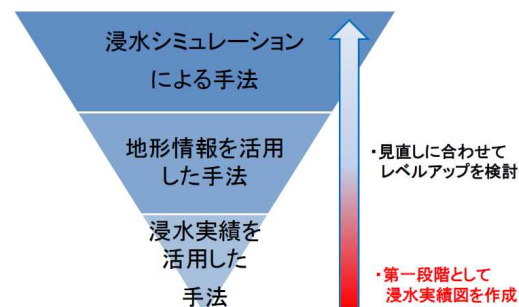 浸水シミュレーション
による手法
地形情報を活用
した手法
浸水実績を
活用した
手法
・見直しに合わせて
レベルアップを検討
・第一段階として
浸水実績図を作成